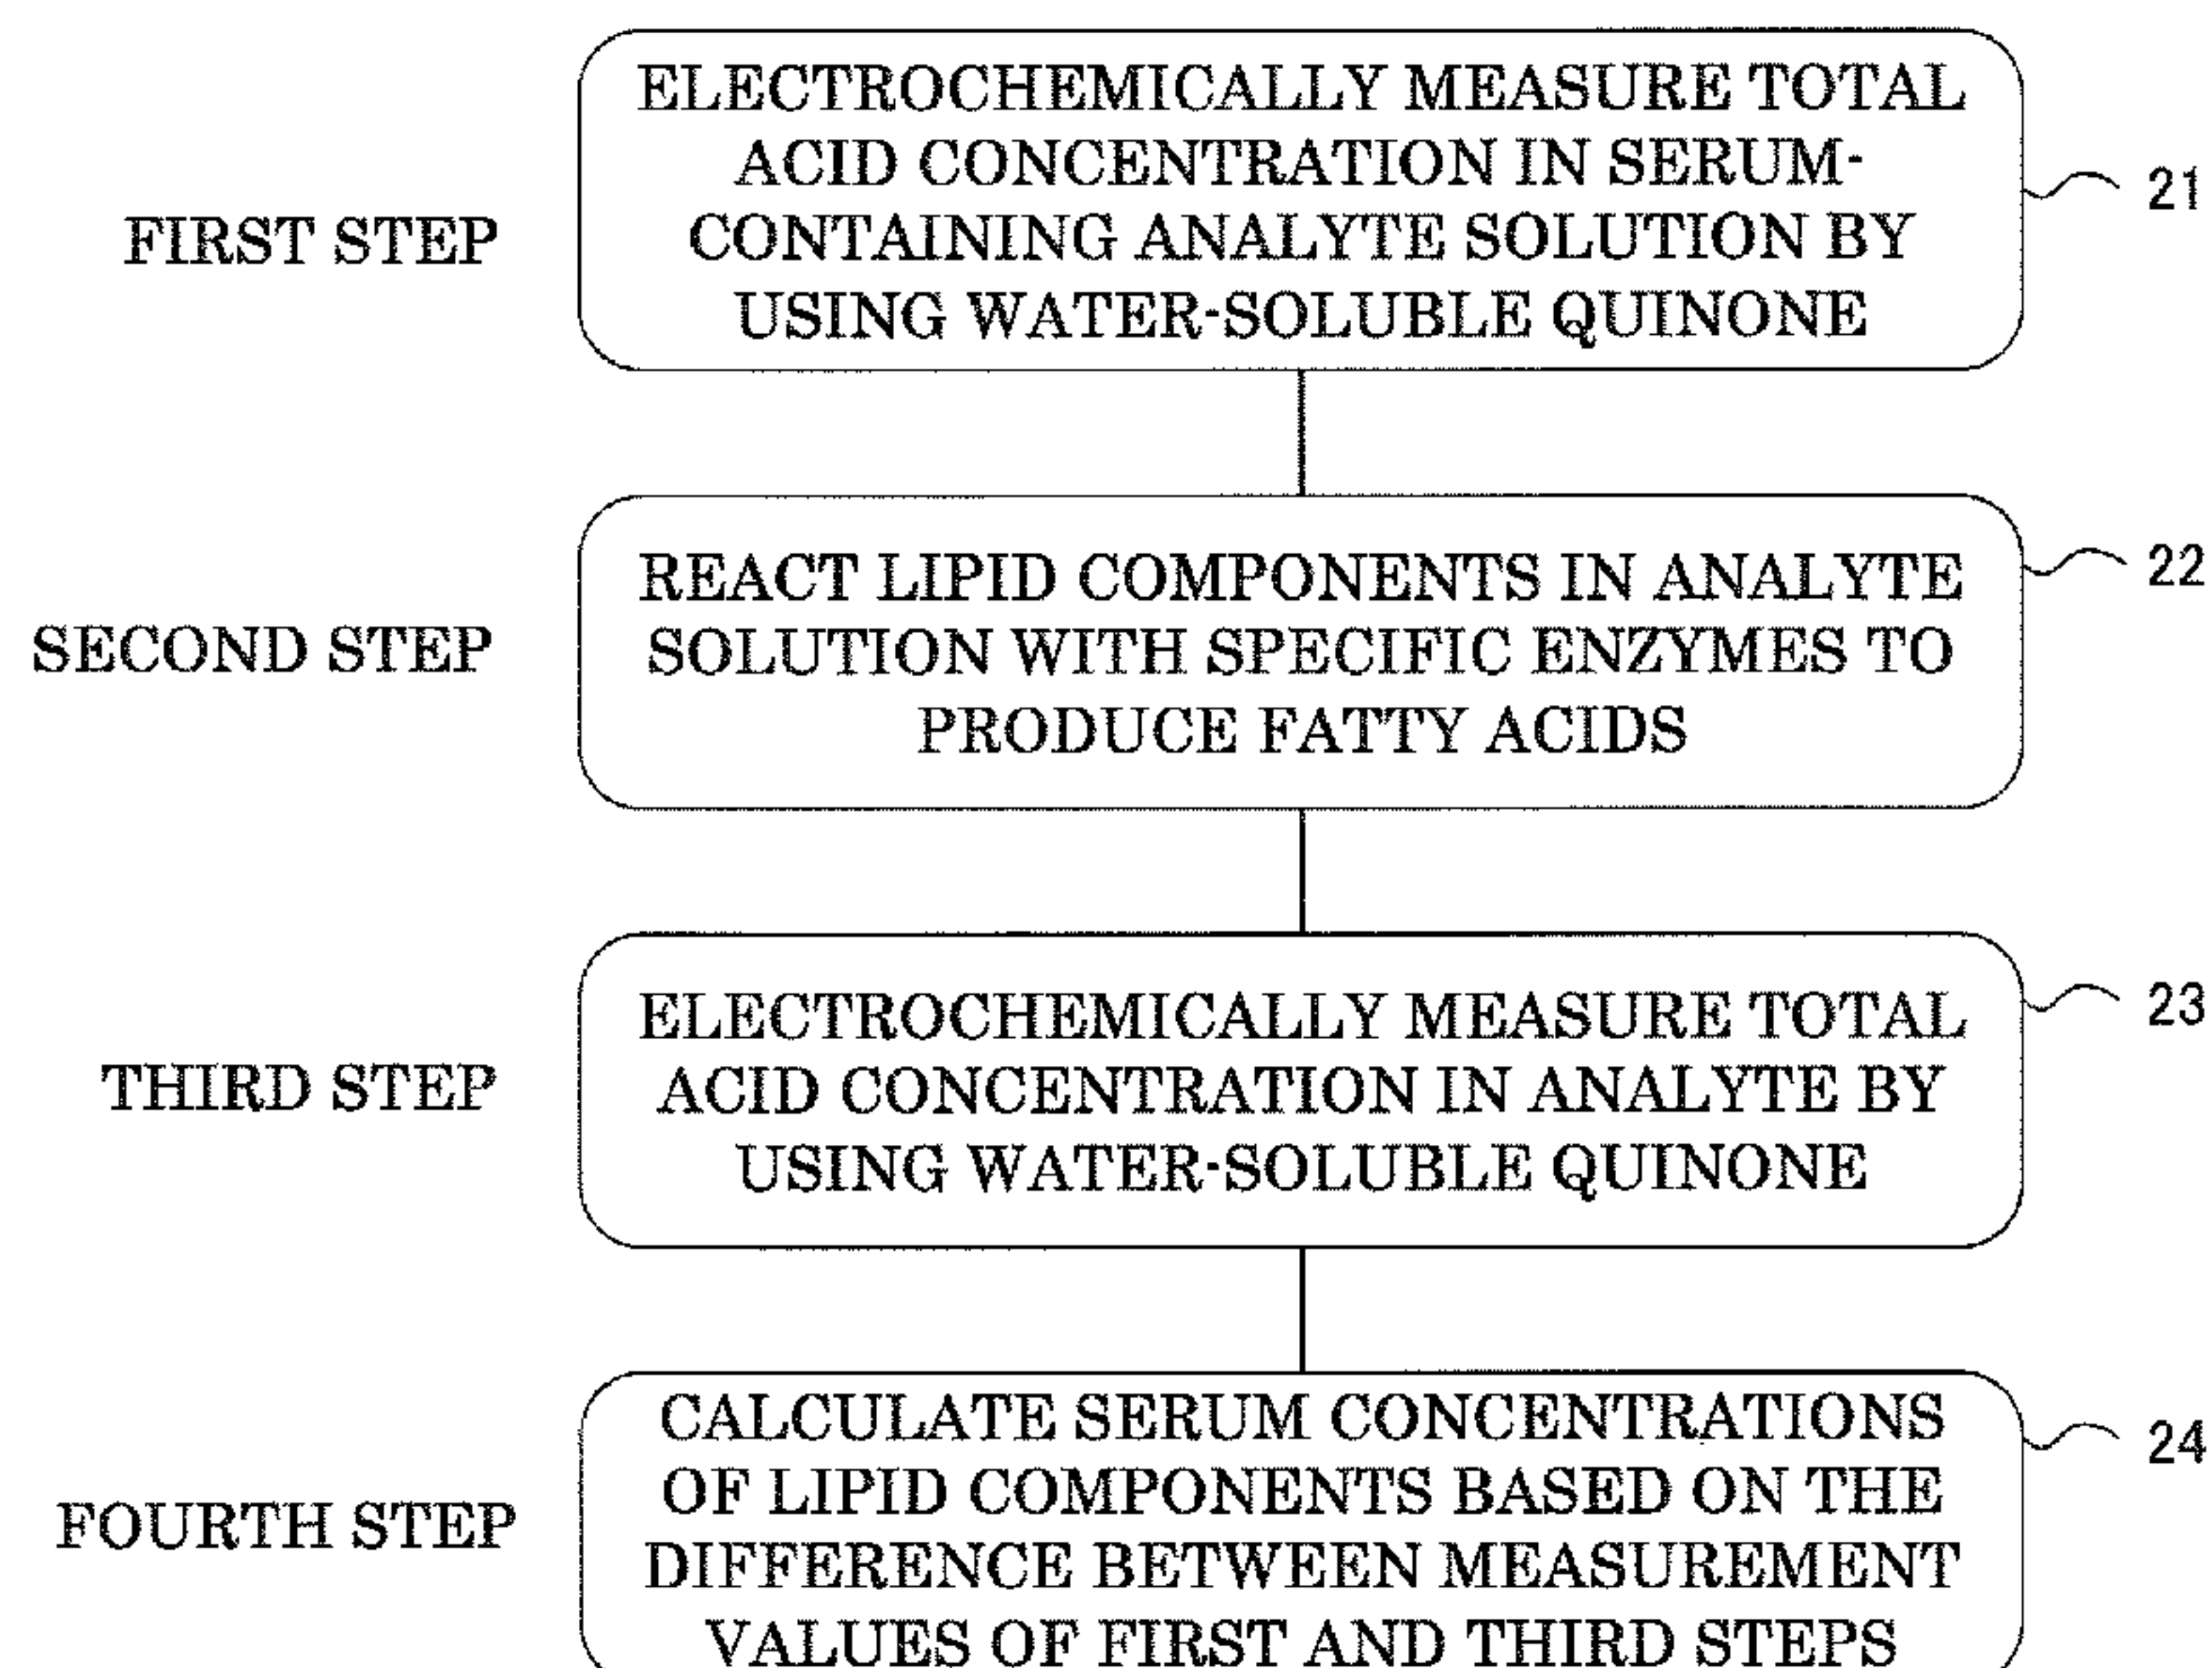 ELECTROCHEMICALLY MEASURE TOTAL
ACID CONCENTRATION IN SERUM-
CONTAINING ANALYTE SOLUTION BY
USING WATER-SOLUBLE QUINONE
21
FIRST STEP
REACT LIPID COMPONENTS IN ANALYTE
SOLUTION WITH SPECIFIC ENZYMES TO
PRODUCE FATTY ACIDS
22
SECOND STEP
ELECTROCHEMICALLY MEASURE TOTAL
ACID CONCENTRATION IN ANALYTE BY
USING WATER-SOLUBLE QUINONE
23
THIRD STEP
CALCULATE SERUM CONCENTRATIONS
OF LIPID COMPONENTS BASED ON THE
DIFFERENCE BETWEEN MEASUREMENT
VALUES OF FIRST AND THIRD STEPS
24
FOURTH STEP